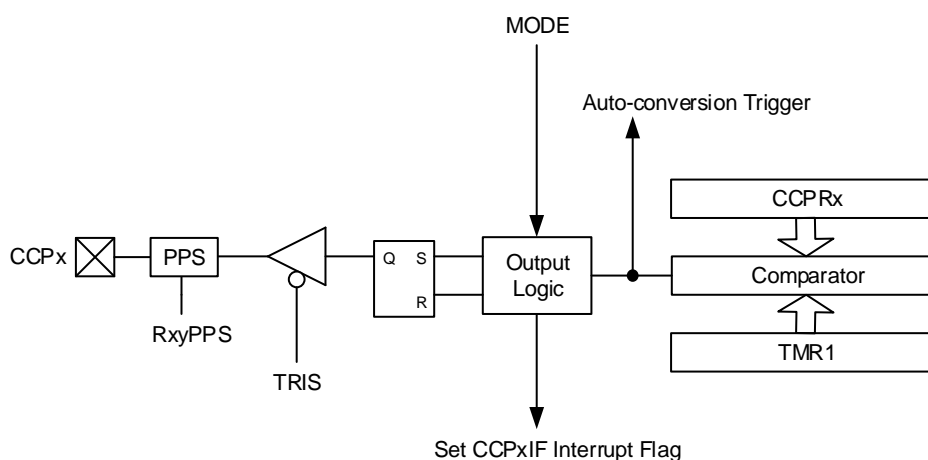 MODE
Auto-conversion Trigger
CCPRx
CCPx
PPS
Q
S
R
Output
Logic
Comparator
RxyPPS
TRIS
TMR1
Set CCPxIF Interrupt Flag